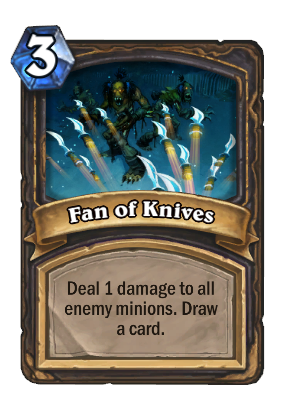 3
Fan of Knives
Deal 1 damage to all
enemy minions. Draw
a card.